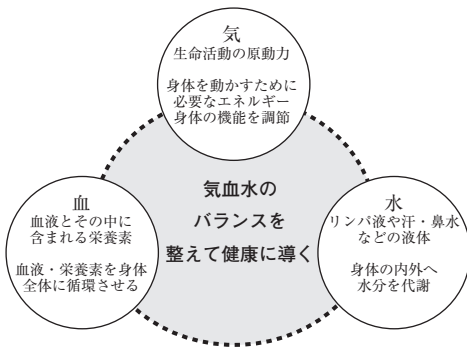 気
生命活動の原動力
身体を動かすために
必要なエネルギー
身体の機能を調節
気血水の
バランスを
整えて健康に導く
血
血液とその中に
含まれる栄養素
血液・栄養素を身体
全体に循環させる
水
リンパ液や汗・鼻水
などの液体
身体の内外へ
水分を代謝